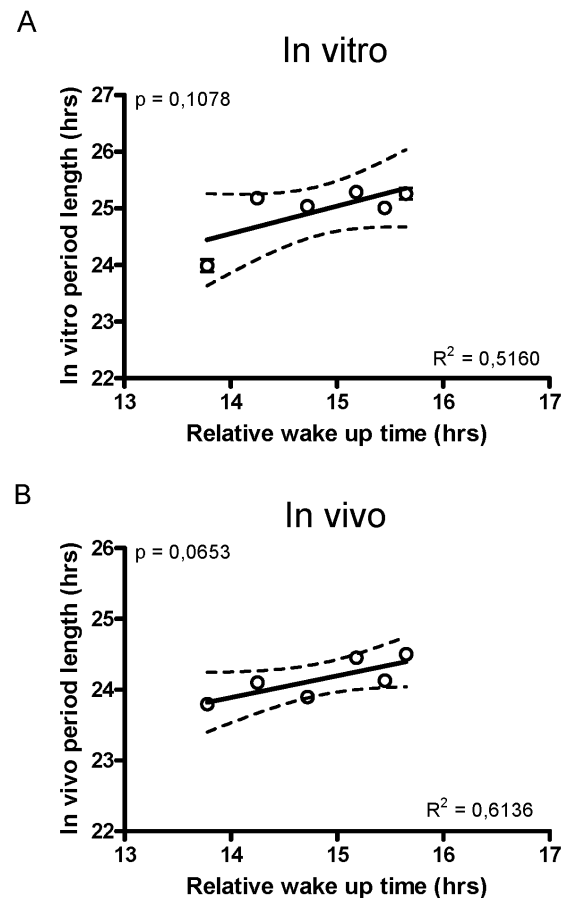 A
In vitro
27
p = 0,1078
26
25
24
23
22
In vitro period length (hrs)
R² = 0,5160
13 14 15 16 17
Relative wake up time (hrs)
B
In vivo
26
p = 0,0653
25
24
23
22
In vivo period length (hrs)
R² = 0,6136
13 14 15 16 17
Relative wake up time (hrs)